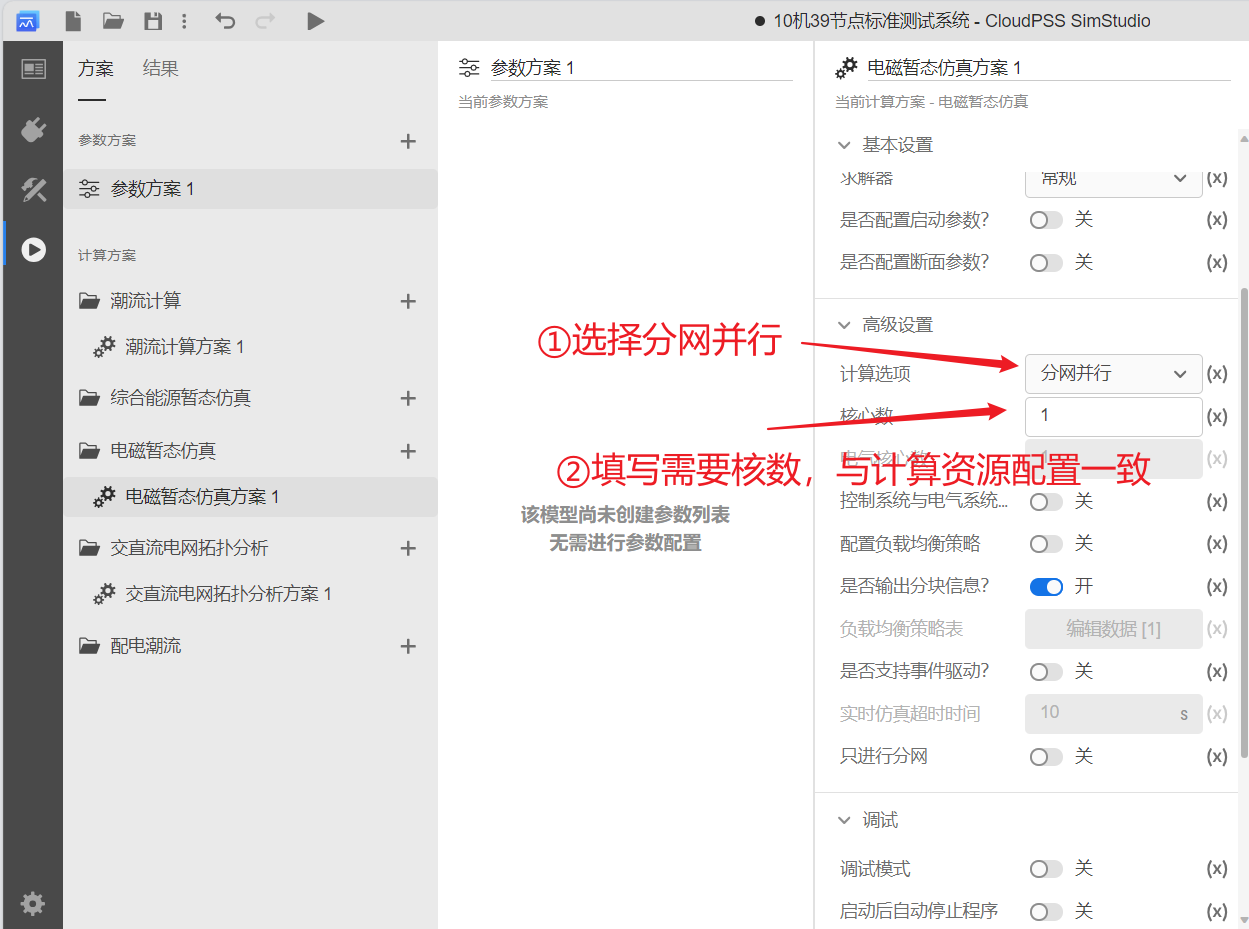 10机39节点标准测试系统 - CloudPSS SimStudio
方案 结果
参数方案
参数方案 1
计算方案
潮流计算
潮流计算方案 1
综合能源暂态仿真
电磁暂态仿真
电磁暂态仿真方案 1
交直流电网拓扑分析
交直流电网拓扑分析方案 1
配电潮流
参数方案 1
当前参数方案
该模型尚未创建参数列表
无需进行参数配置
①选择分网并行
②填写需要核数，与计算资源配置一致
电磁暂态仿真方案 1
当前计算方案 - 电磁暂态仿真
基本设置
求解器 常规 (x)
是否配置启动参数? 关 (x)
是否配置断面参数? 关 (x)
高级设置
计算选项 分网并行 (x)
核心数 1 (x)
电气核心数 1 (x)
控制系统与电气系统... 关 (x)
配置负载均衡策略 关 (x)
是否输出分块信息? 开 (x)
负载均衡策略表 编辑数据 [1] (x)
是否支持事件驱动? 关 (x)
实时仿真超时时间 10 s (x)
只进行分网 关 (x)
调试
调试模式 关 (x)
启动后自动停止程序 关 (x)